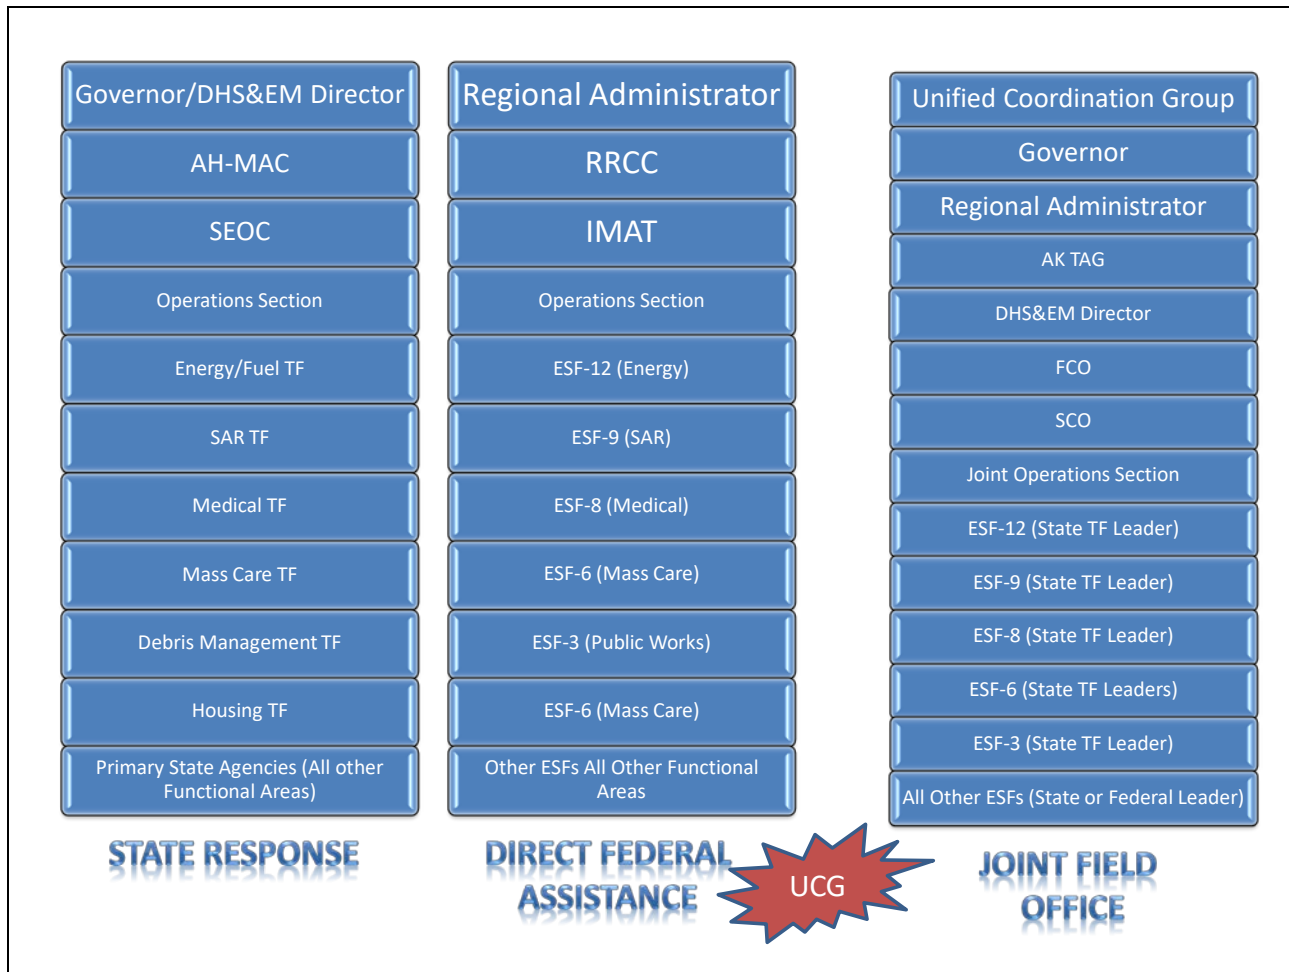 Governor/DHS&EM Director
AH-MAC
SEOC
Operations Section
Energy/Fuel TF
SAR TF
Medical TF
Mass Care TF
Debris Management TF
Housing TF
Primary State Agencies (All other
Functional Areas)
STATE RESPONSE
Regional Administrator
RRCC
IMAT
Operations Section
ESF-12 (Energy)
ESF-9 (SAR)
ESF-8 (Medical)
ESF-6 (Mass Care)
ESF-3 (Public Works)
ESF-6 (Mass Care)
Other ESFs All Other Functional
Areas
DIRECT FEDERAL
ASSISTANCE
UCG
Unified Coordination Group
Governor
Regional Administrator
AK TAG
DHS&EM Director
FCO
SCO
Joint Operations Section
ESF-12 (State TF Leader)
ESF-9 (State TF Leader)
ESF-8 (State TF Leader)
ESF-6 (State TF Leaders)
ESF-3 (State TF Leader)
All Other ESFs (State or Federal Leader)
JOINT FIELD
OFFICE